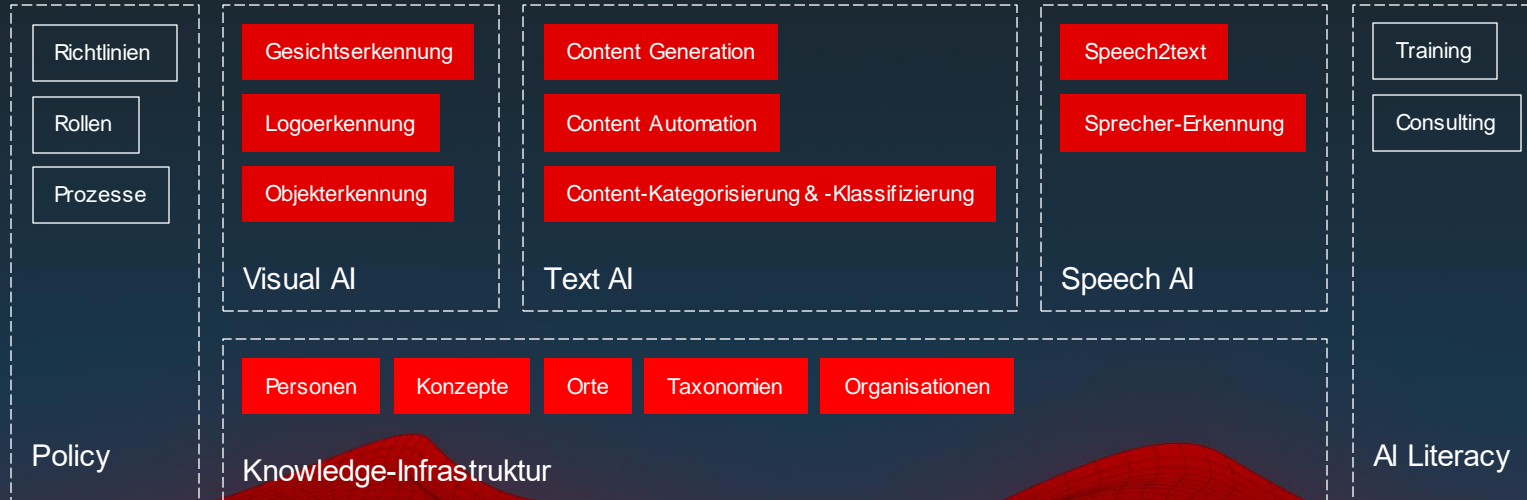 Richtlinien
Rollen
Prozesse
Policy
Gesichtserkennung
Logoerkennung
Objekterkennung
Visual AI
Content Generation
Content Automation
Content-Kategorisierung & -Klassifizierung
Text AI
Speech2text
Sprecher-Erkennung
Speech AI
Personen
Konzepte
Orte
Taxonomien
Organisationen
Knowledge-Infrastruktur
Training
Consulting
AI Literacy